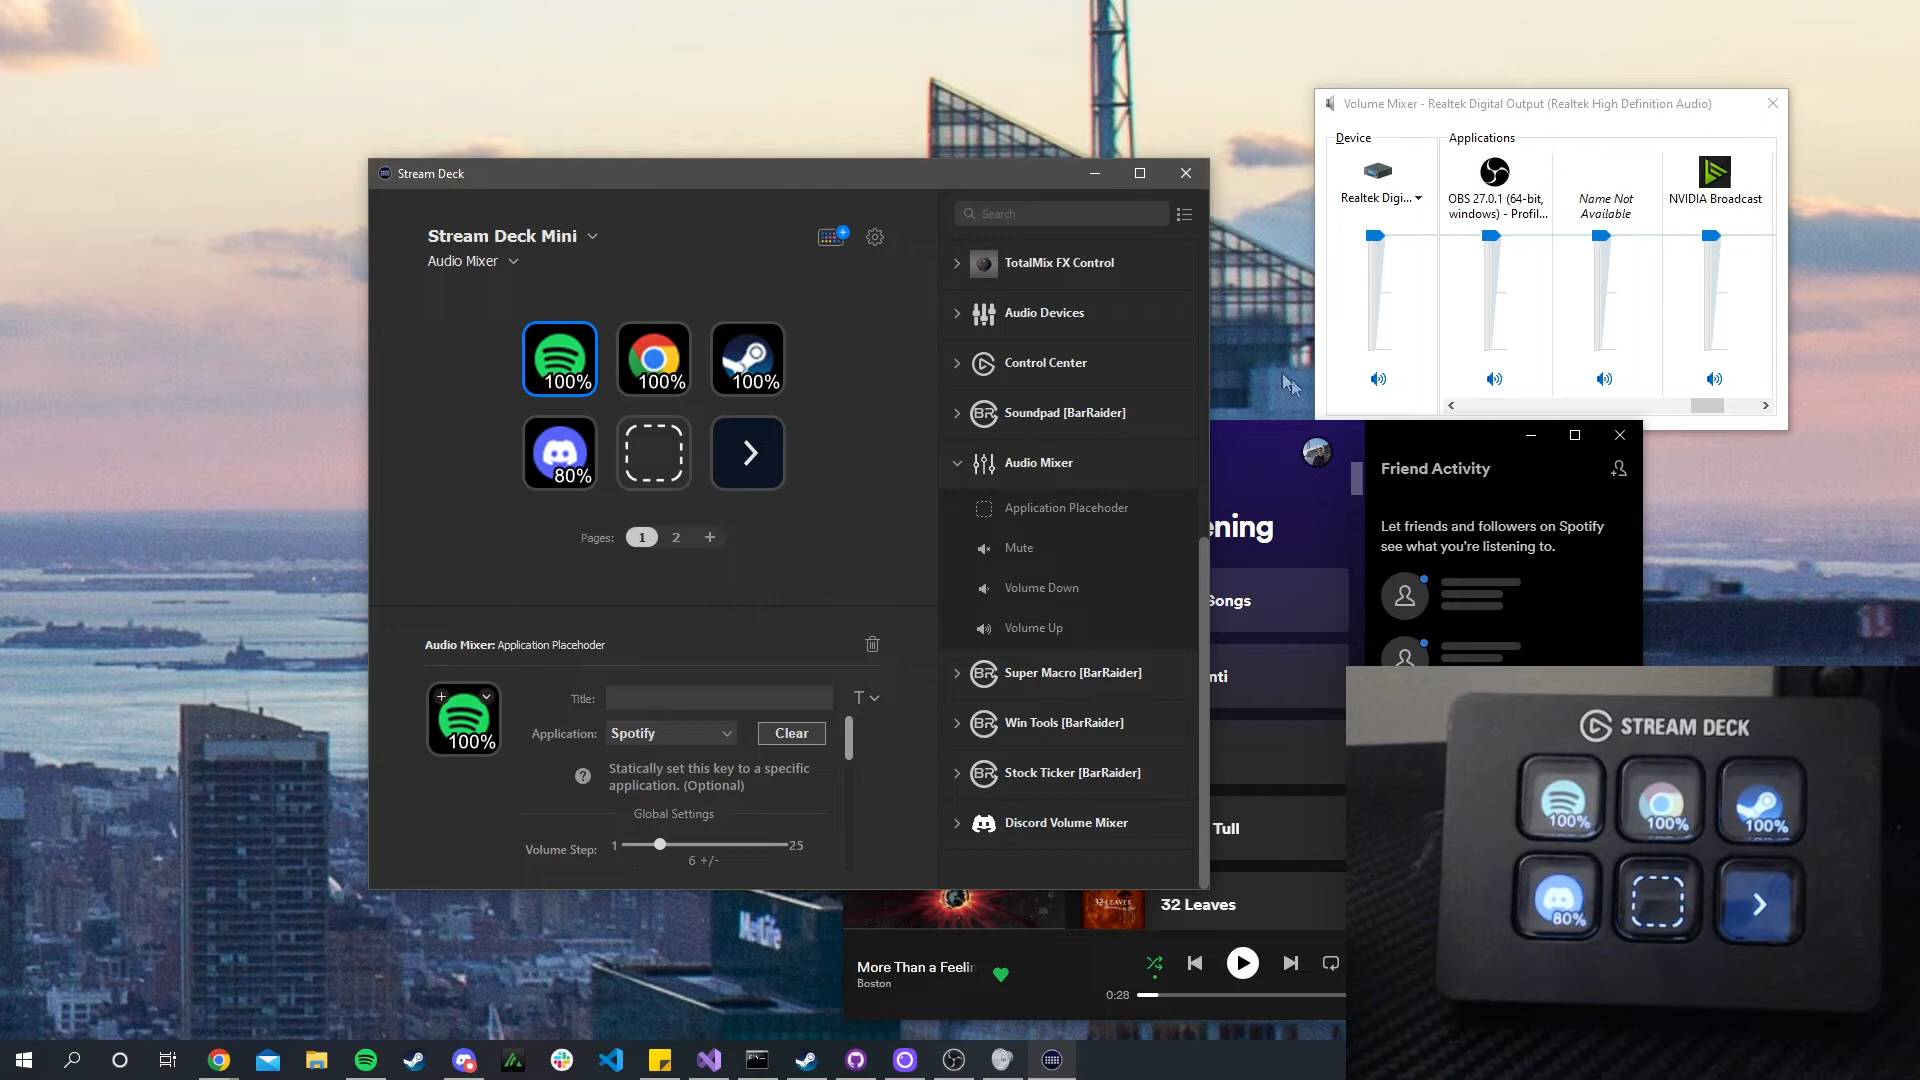 Stream Deck
Stream Deck Mini
Audio Mixer
100%
100%
100%
80%
Pages: 1 2 +
Audio Mixer: Application Placehoder
100%
Title:
T
Application: Spotify Clear
Statically set this key to a specific
application. (Optional)
Global Settings
Volume Step: 1 25
6 +/-
Search
TotalMix FX Control
Audio Devices
Control Center
Soundpad [BarRaider]
Audio Mixer
Application Placehoder
Mute
Volume Down
Volume Up
Super Macro [BarRaider]
Win Tools [BarRaider]
Stock Ticker [BarRaider]
Discord Volume Mixer
Volume Mixer - Realtek Digital Output (Realtek High Definition Audio)
Device
Applications
Realtek Digi...
OBS 27.0.1 (64-bit,
windows) - Profil...
Name Not
Available
NVIDIA Broadcast
ening
Songs
nti
Tull
32 Leaves
Friend Activity
Let friends and followers on Spotify
see what you're listening to.
More Than a Feelin
Boston
0:28
MetLife
32 LEAVES
STREAM DECK
100%
100%
100%
80%